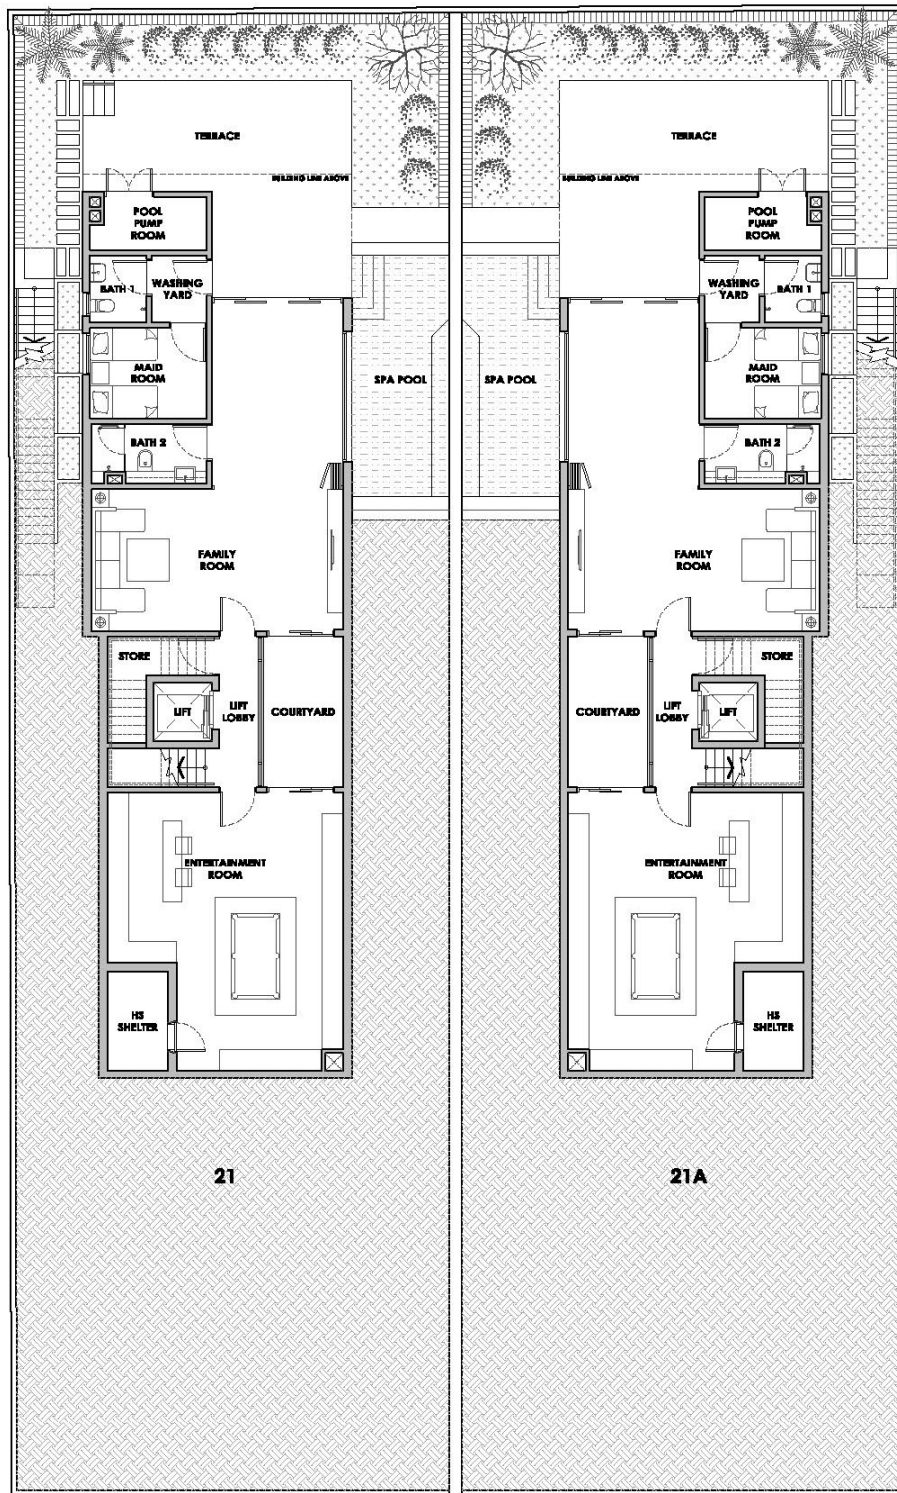 TERRACE
TERRACE
BUILDING LINE ABOVE
BUILDING LINE ABOVE
POOL
PUMP
ROOM
POOL
PUMP
ROOM
BATH 1
WASHING
YARD
WASHING
YARD
BATH 1
MAID
ROOM
SPA POOL
SPA POOL
MAID
ROOM
BATH 2
BATH 2
FAMILY
ROOM
FAMILY
ROOM
STORE
STORE
LIFT
LIFT
LOBBY
COURTYARD
COURTYARD
LIFT
LOBBY
LIFT
ENTERTAINMENT
ROOM
ENTERTAINMENT
ROOM
HS
SHELTER
HS
SHELTER
21
21A